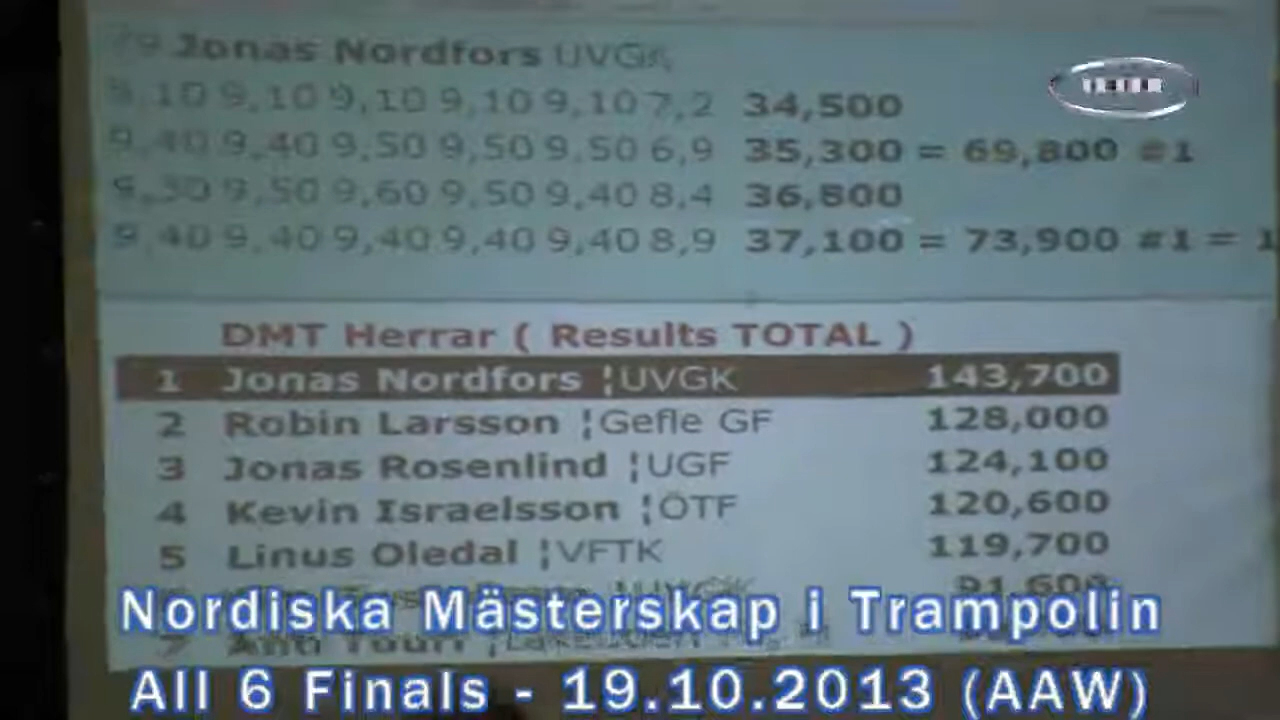 79 Jonas Nordfors UVGK
9,10 9,10 9,10 9,10 9,10 7,2 34,500
9,40 9,40 9,50 9,50 9,50 6,9 35,300 = 69,800 #1
9,30 9,50 9,60 9,50 9,40 8,4 36,800
9,40 9,40 9,40 9,40 9,40 8,9 37,100 = 73,900 #1 = 1
DMT Herrar ( Results TOTAL )
1 Jonas Nordfors ¦UVGK 143,700
2 Robin Larsson ¦Gefle GF 128,000
3 Jonas Rosenlind ¦UGF 124,100
4 Kevin Israelsson ¦ÖTF 120,600
5 Linus Oledal ¦VFTK 119,700
91,600
Nordiska Mästerskap i Trampolin
7
All 6 Finals - 19.10.2013 (AAW)